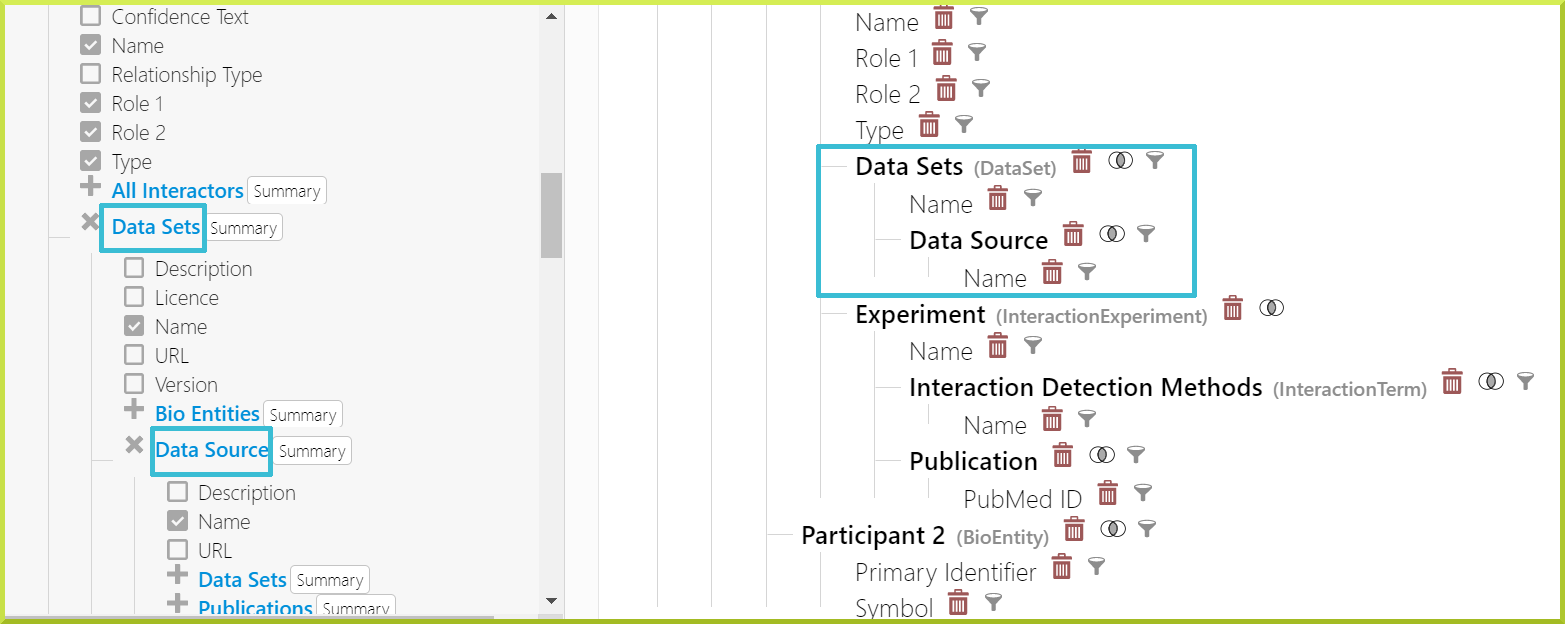 Confidence Text
Name
Relationship Type
Role 1
Role 2
Type
All Interactors Summary
Data Sets Summary
Description
Licence
Name
URL
Version
Bio Entities Summary
Data Source Summary
Description
Name
URL
Data Sets Summary
Publications Summary
Name
Role 1
Role 2
Type
Data Sets (DataSet)
Name
Data Source
Name
Experiment (InteractionExperiment)
Name
Interaction Detection Methods (InteractionTerm)
Name
Publication
PubMed ID
Participant 2 (BioEntity)
Primary Identifier
Symbol